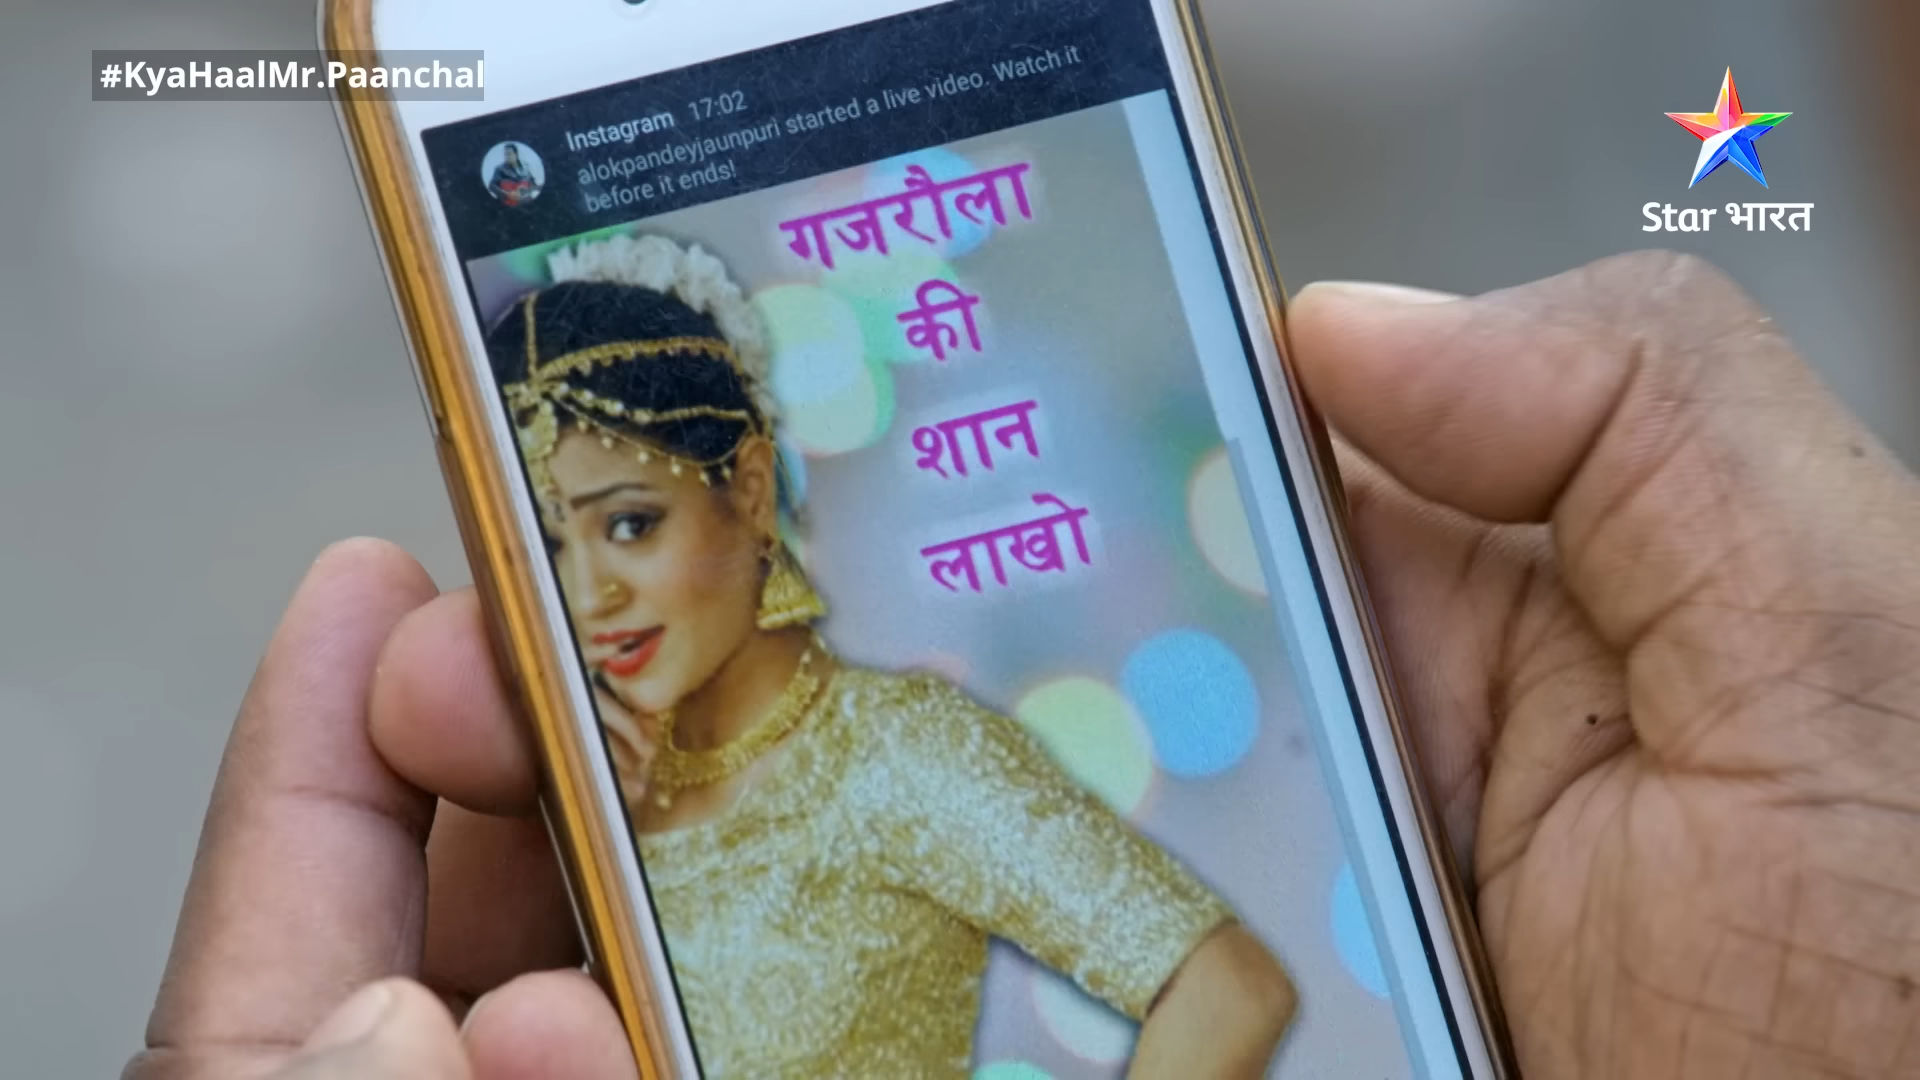 #KyaHaalMr.Paanchal
Instagram 17:02
alokpandeyjaunpuri started a live video. Watch it
before it ends!
गजरौला
की
शान
लाखो
Star भारत